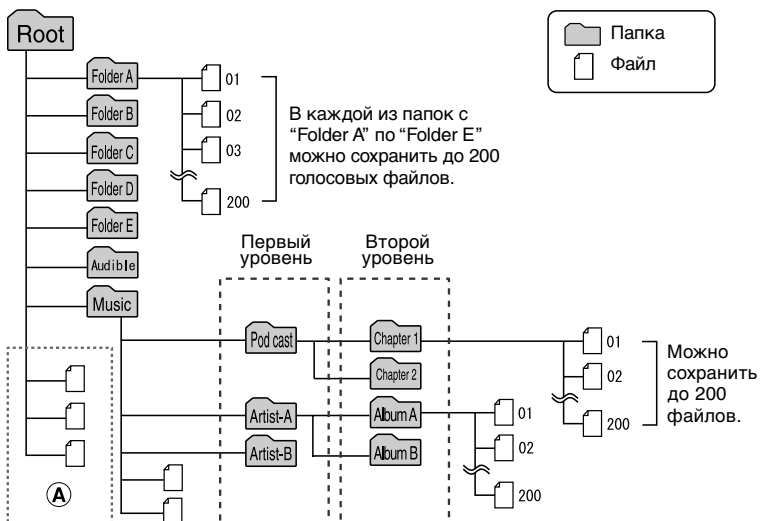 Root
Папка
Файл
Folder A
01
02
03
200
В каждой из папок с
“Folder A” по “Folder E”
можно сохранить до 200
голосовых файлов.
Folder B
Folder C
Folder D
Folder E
Audible
Music
Первый
уровень
Второй
уровень
Pod cast
Chapter 1
01
02
200
Можно
сохранить
до 200
файлов.
Chapter 2
Artist-A
Album A
01
02
200
Artist-B
Album B
A